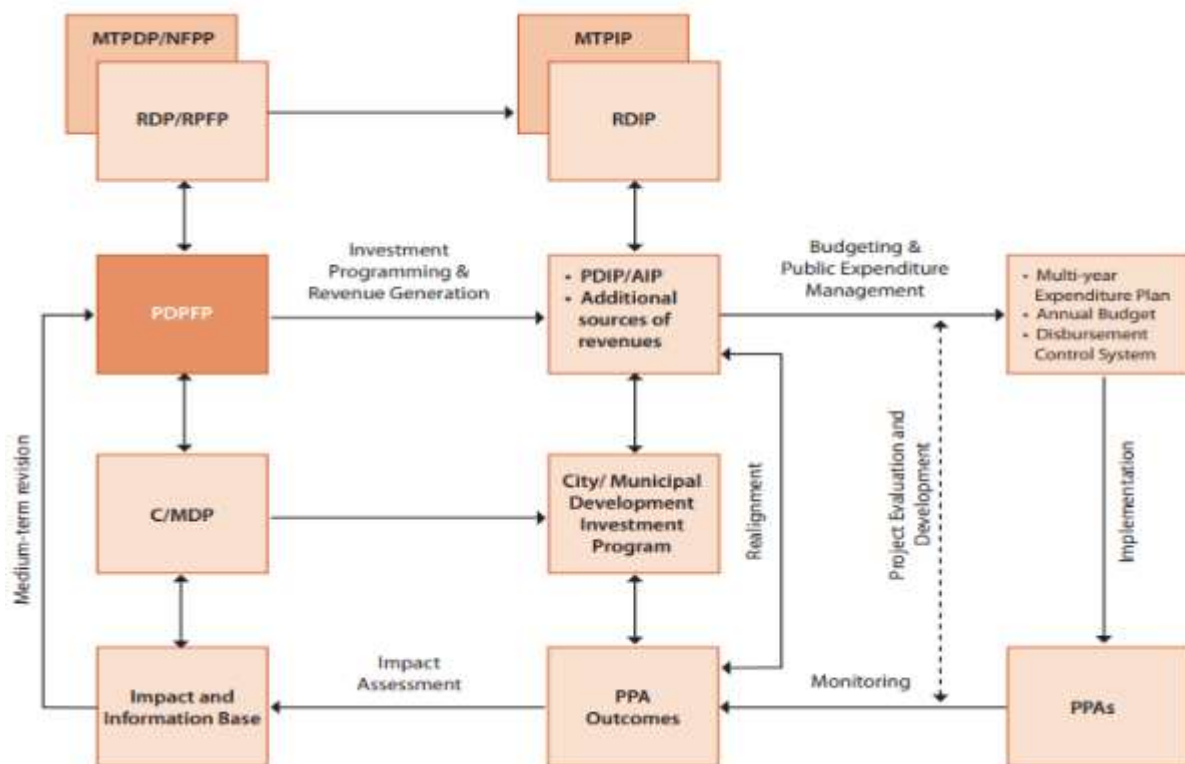 MTPDP/NFPP
RDP/RPFP
MTPIP
RDIP
PDPFP
Investment
Programming &
Revenue Generation
• PDIP/AIP
• Additional
sources of
revenues
Budgeting &
Public Expenditure
Management
• Multi-year
Expenditure Plan
• Annual Budget
• Disbursement
Control System
Medium-term revision
C/MDP
City/ Municipal
Development
Investment
Program
Realignment
Project Evaluation and
Development
Implementation
Impact and
Information Base
Impact
Assessment
PPA
Outcomes
Monitoring
PPAs